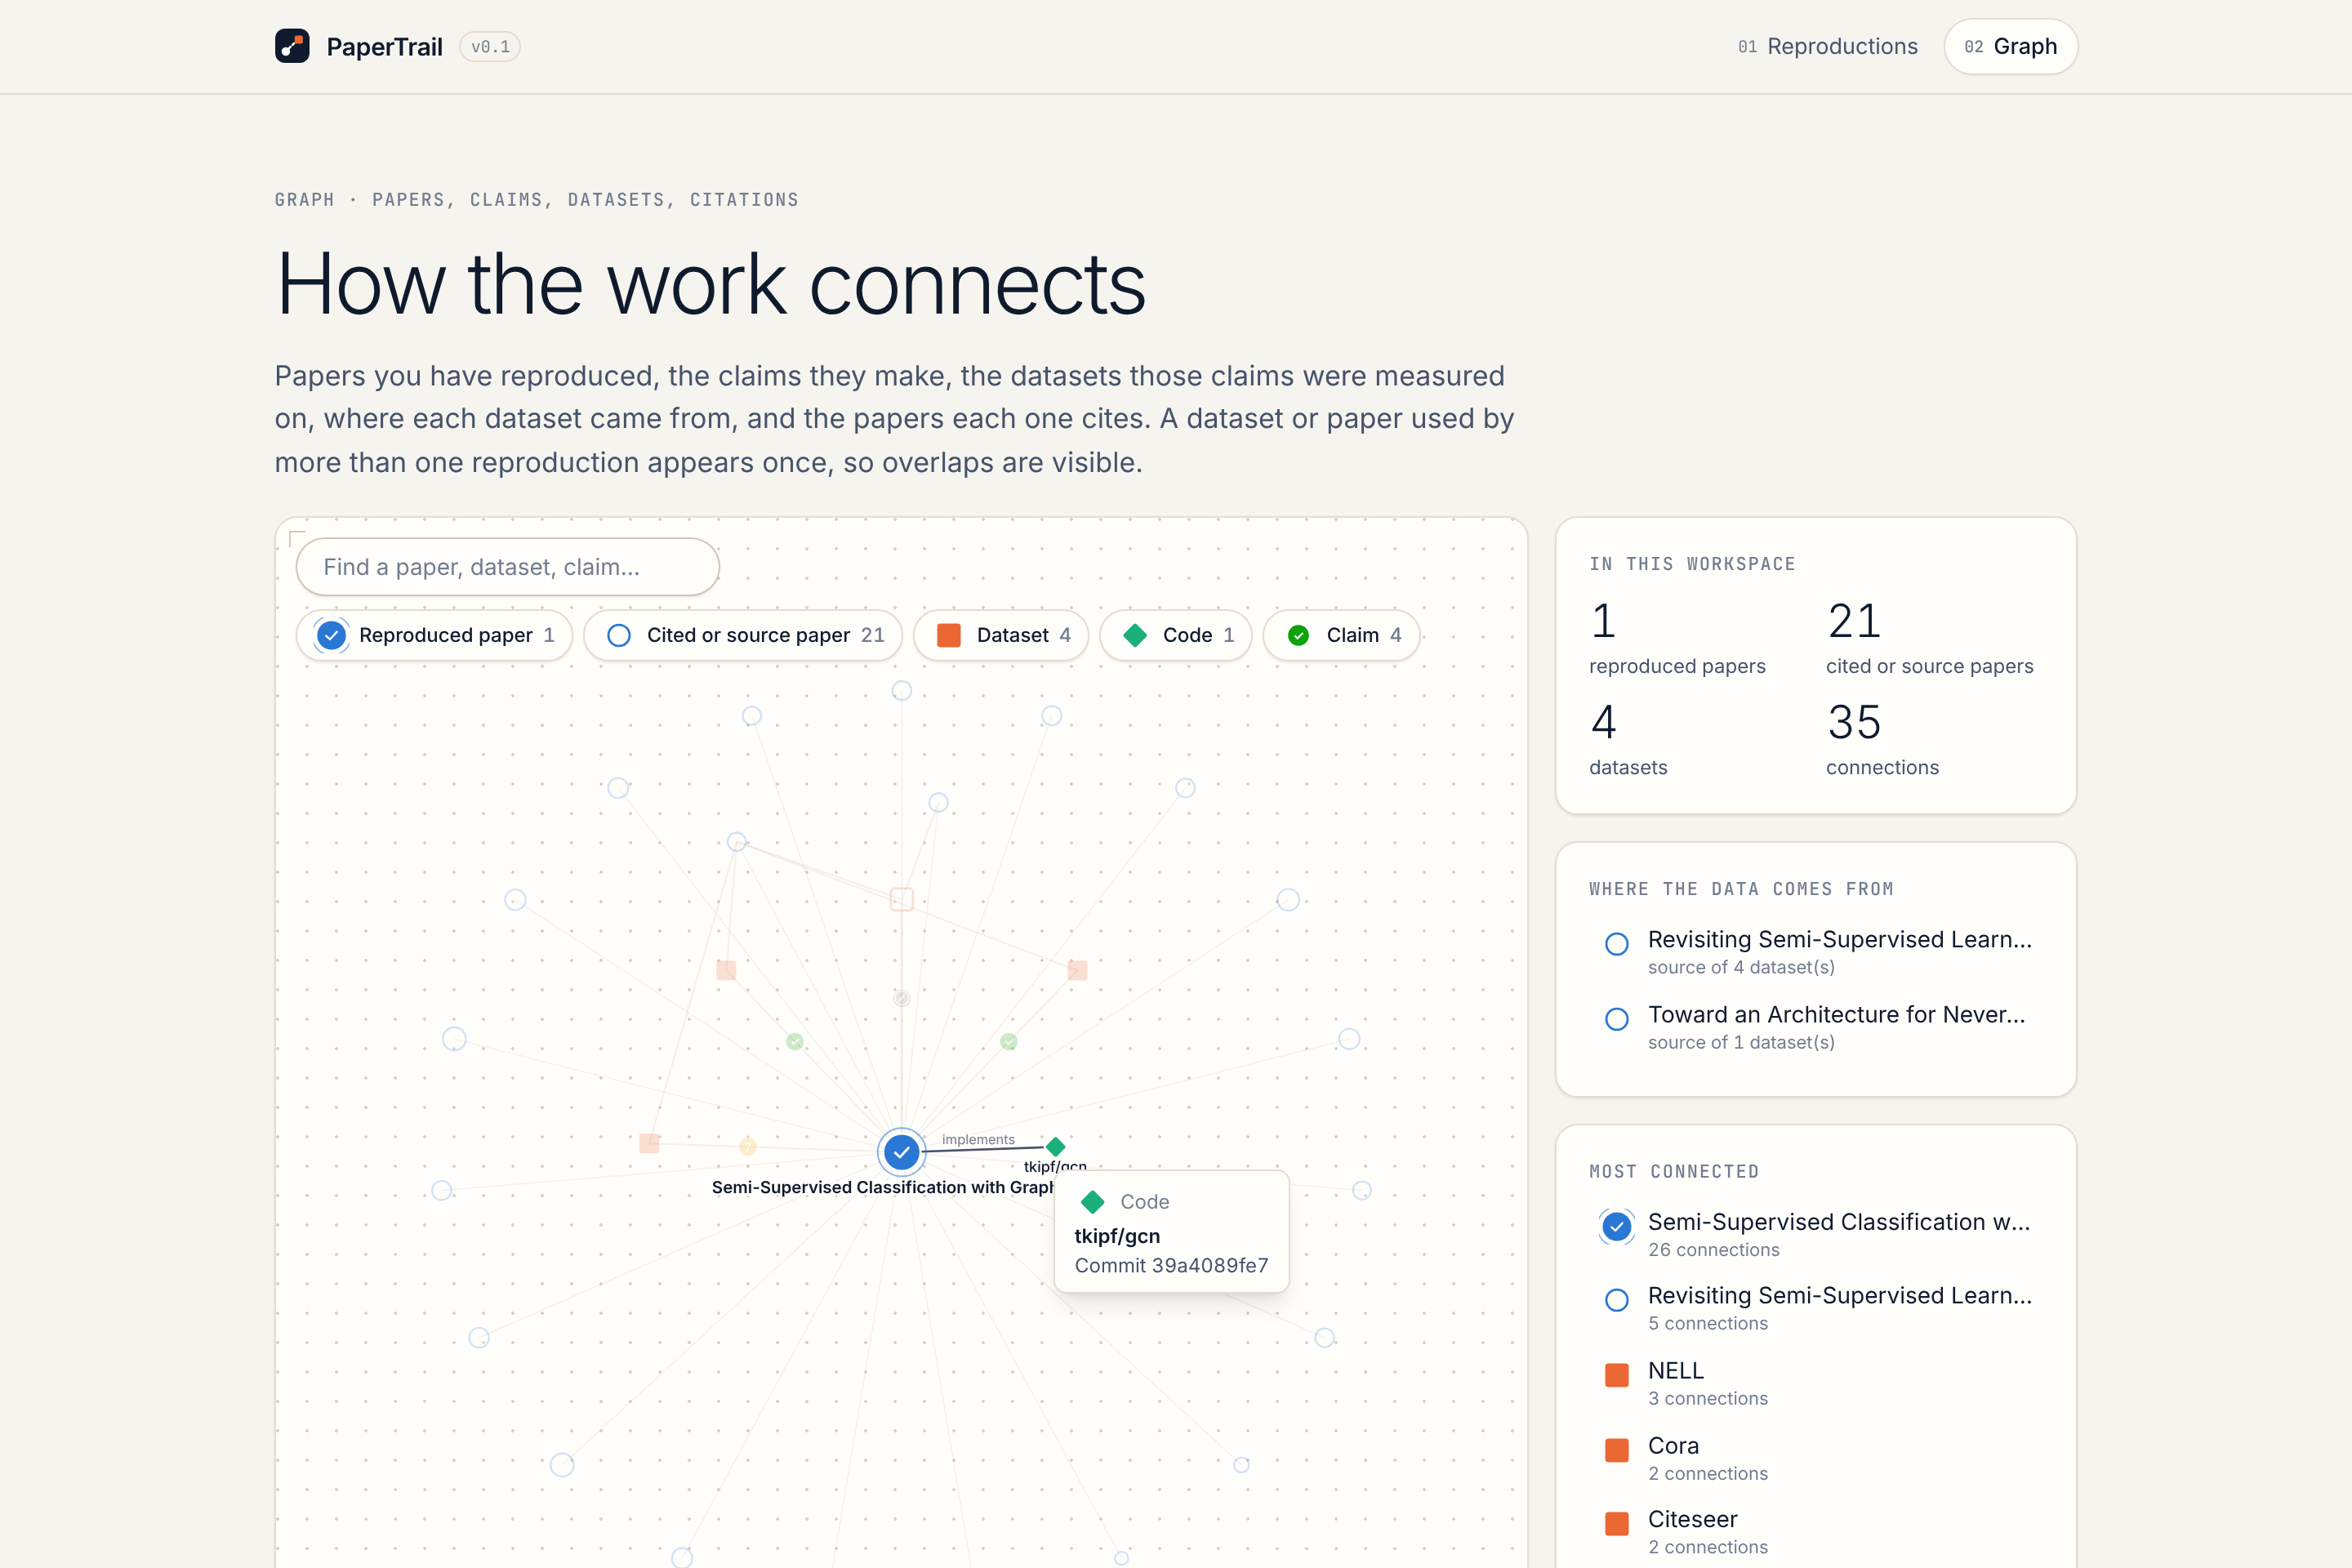 PaperTrail v0.1
01 Reproductions 02 Graph
GRAPH · PAPERS, CLAIMS, DATASETS, CITATIONS
How the work connects
Papers you have reproduced, the claims they make, the datasets those claims were measured
on, where each dataset came from, and the papers each one cites. A dataset or paper used by
more than one reproduction appears once, so overlaps are visible.
Find a paper, dataset, claim...
Reproduced paper 1
Cited or source paper 21
Dataset 4
Code 1
Claim 4
implements
tkipf/gcn
Semi-Supervised Classification with Graph
Code
tkipf/gcn
Commit 39a4089fe7
IN THIS WORKSPACE
1
reproduced papers
21
cited or source papers
4
datasets
35
connections
WHERE THE DATA COMES FROM
Revisiting Semi-Supervised Learn...
source of 4 dataset(s)
Toward an Architecture for Never...
source of 1 dataset(s)
MOST CONNECTED
Semi-Supervised Classification w...
26 connections
Revisiting Semi-Supervised Learn...
5 connections
NELL
3 connections
Cora
2 connections
Citeseer
2 connections